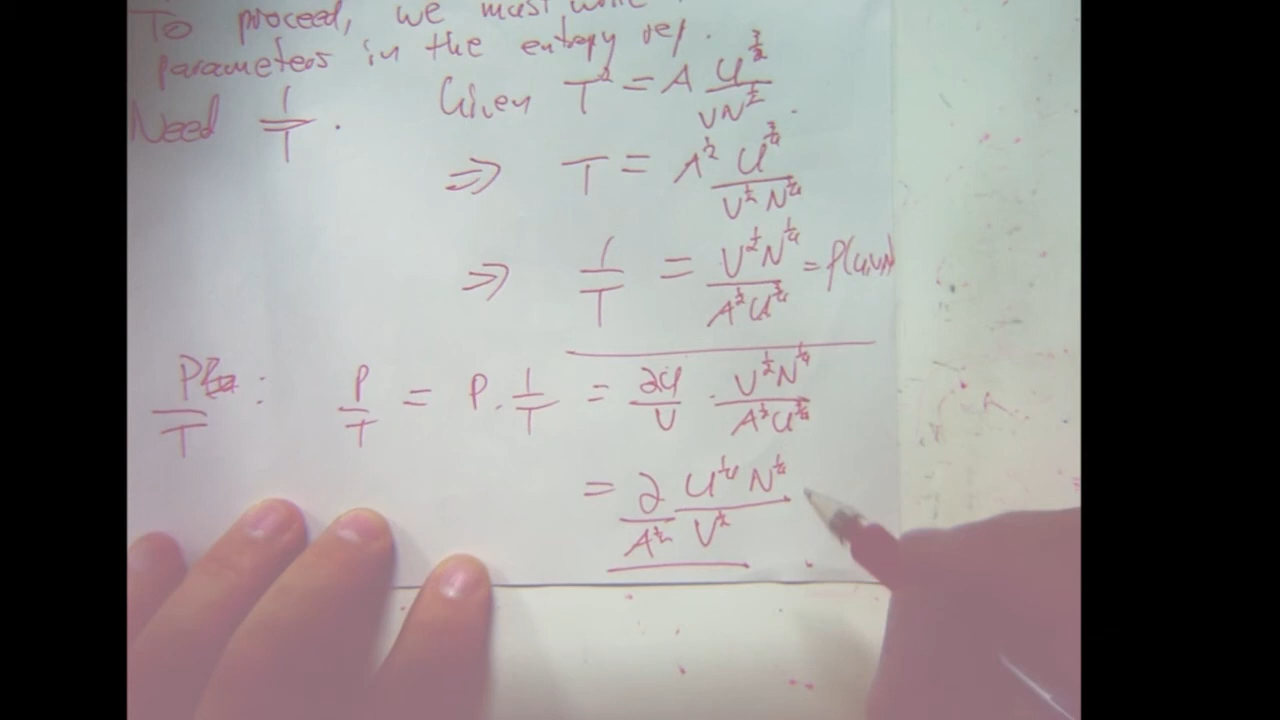 To proceed, we must write
parameters in the entropy rep.
Need 1/T. Given T² = A U^{3/2}/(VN^{1/2}).
⇒ T = A^{1/2} U^{3/4}/(V^{1/2} N^{1/4})
⇒ 1/T = V^{1/2}N^{1/4}/(A^{1/2}U^{3/4}) = f(U,V,N)
P/T : P/T = P · 1/T = 2U/V · V^{1/2}N^{1/4}/(A^{1/2}U^{3/4})
= 2/A^{1/2} U^{1/4} N^{1/4}/V^{1/2}